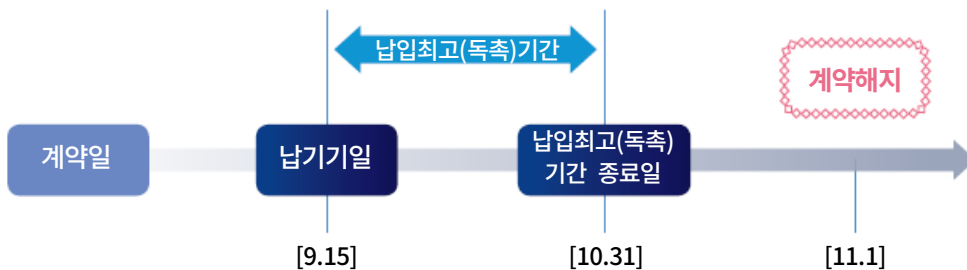 납입최고(독촉)기간
계약해지
계약일
납기기일
납입최고(독촉)
기간 종료일
[9.15]
[10.31]
[11.1]